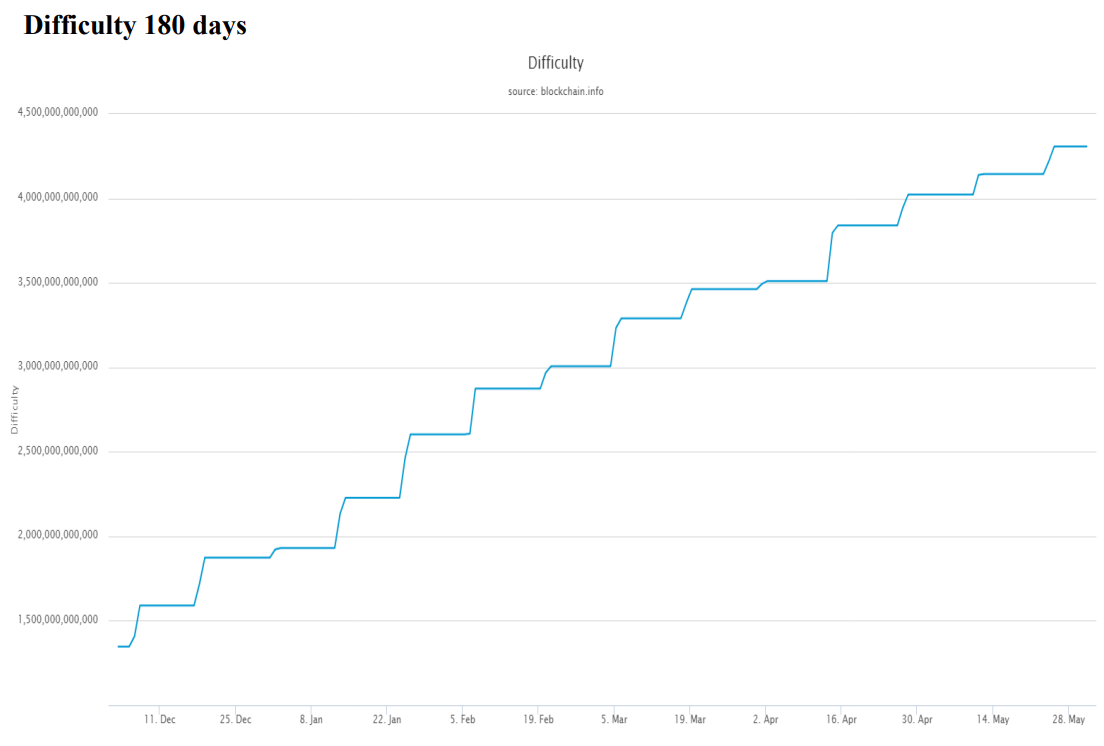 Difficulty 180 days
Difficulty
source: blockchain.info
4,500,000,000,000
4,000,000,000,000
3,500,000,000,000
3,000,000,000,000
Difficulty
2,500,000,000,000
2,000,000,000,000
1,500,000,000,000
11. Dec 25. Dec 8. Jan 22. Jan 5. Feb 19. Feb 5. Mar 19. Mar 2. Apr 16. Apr 30. Apr 14. May 28. May